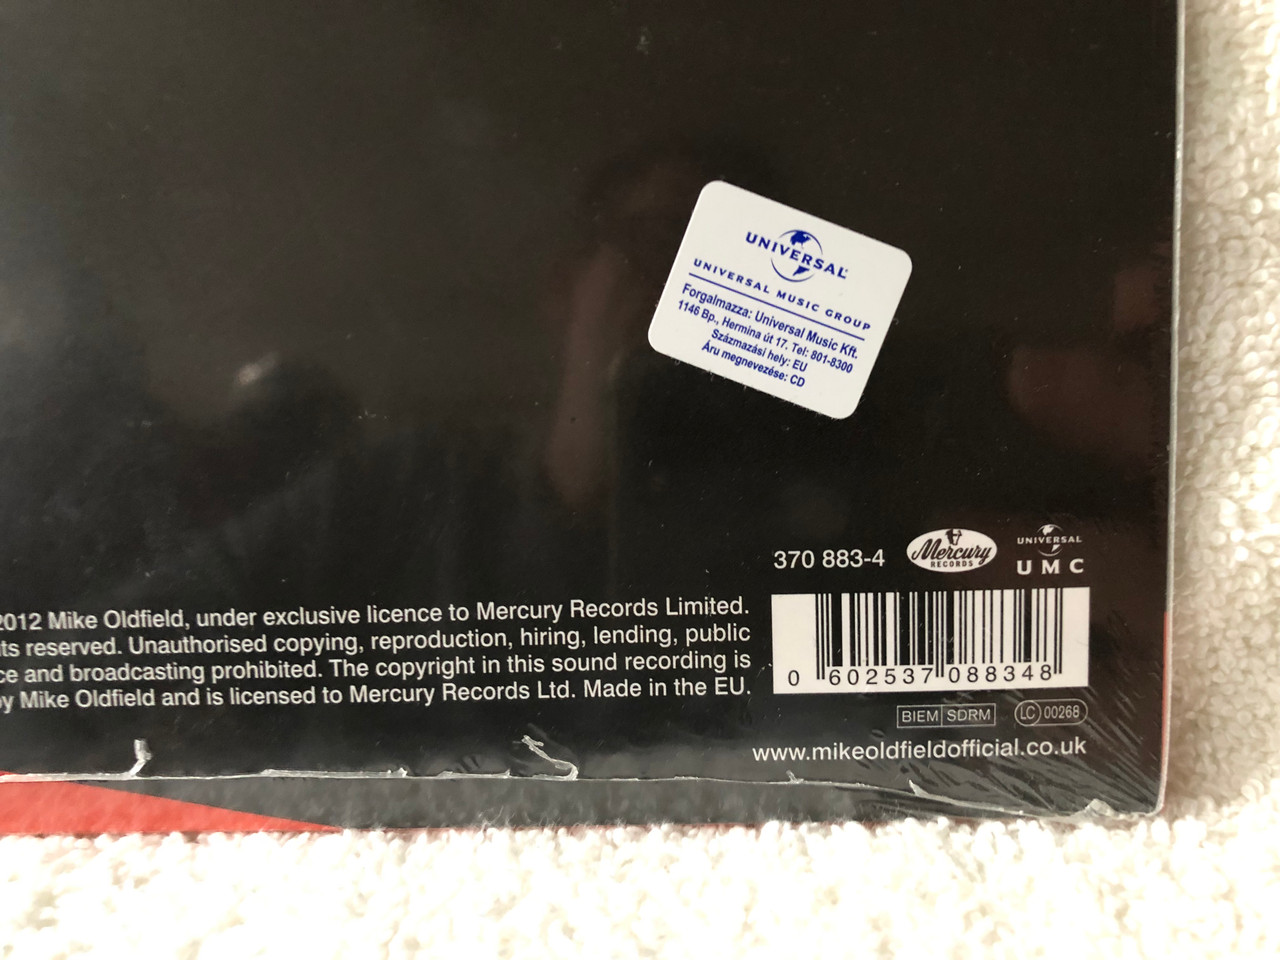 UNIVERSAL
UNIVERSAL MUSIC GROUP
Forgalmazza: Universal Music Kft.
1146 Bp., Hermina út 17. Tel: 801-8300
Származási hely: EU
Áru megnevezése: CD
370 883-4
Mercury
RECORDS
UNIVERSAL
UMC
2012 Mike Oldfield, under exclusive licence to Mercury Records Limited.
ts reserved. Unauthorised copying, reproduction, hiring, lending, public
ce and broadcasting prohibited. The copyright in this sound recording is
y Mike Oldfield and is licensed to Mercury Records Ltd. Made in the EU.
0 602537 088348
BIEM SDRM LC 00268
www.mikeoldfieldofficial.co.uk